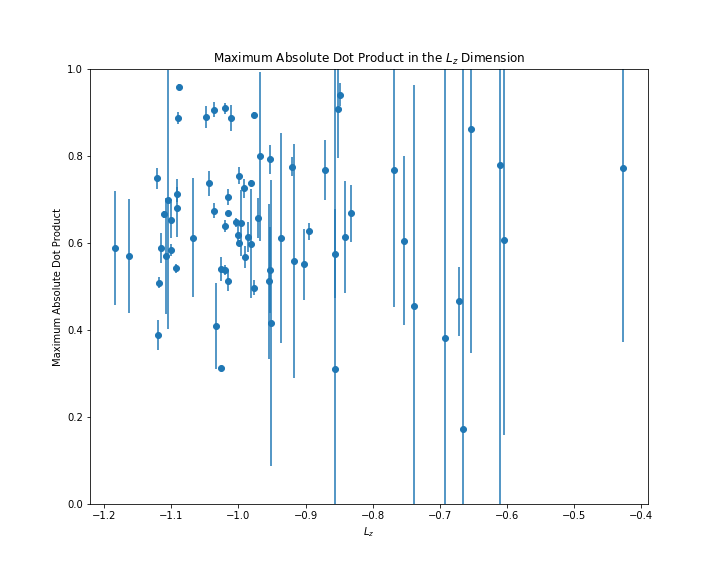 Maximum Absolute Dot Product in the L_z Dimension
Maximum Absolute Dot Product
1.0
0.8
0.6
0.4
0.2
0.0
−1.2 −1.1 −1.0 −0.9 −0.8 −0.7 −0.6 −0.5 −0.4
L_z